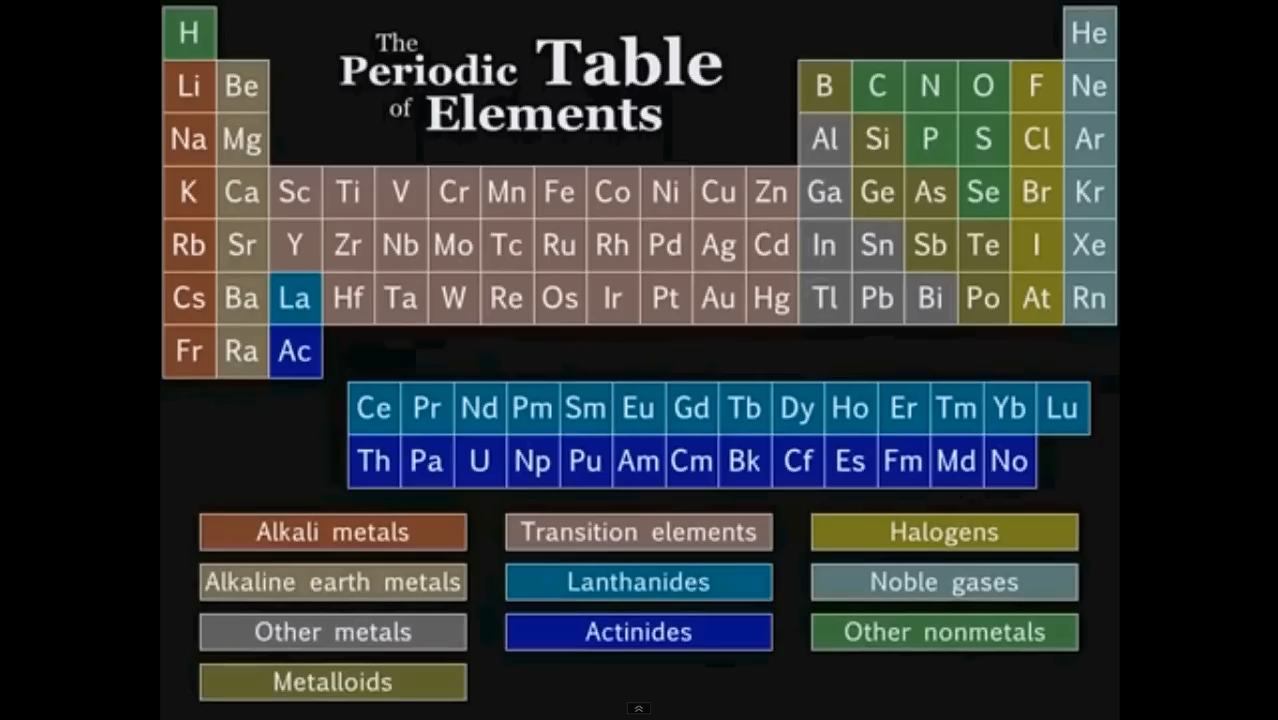 The
Periodic Table
of Elements
H He
Li Be B C N O F Ne
Na Mg Al Si P S Cl Ar
K Ca Sc Ti V Cr Mn Fe Co Ni Cu Zn Ga Ge As Se Br Kr
Rb Sr Y Zr Nb Mo Tc Ru Rh Pd Ag Cd In Sn Sb Te I Xe
Cs Ba La Hf Ta W Re Os Ir Pt Au Hg Tl Pb Bi Po At Rn
Fr Ra Ac
Ce Pr Nd Pm Sm Eu Gd Tb Dy Ho Er Tm Yb Lu
Th Pa U Np Pu Am Cm Bk Cf Es Fm Md No
Alkali metals Transition elements Halogens
Alkaline earth metals Lanthanides Noble gases
Other metals Actinides Other nonmetals
Metalloids